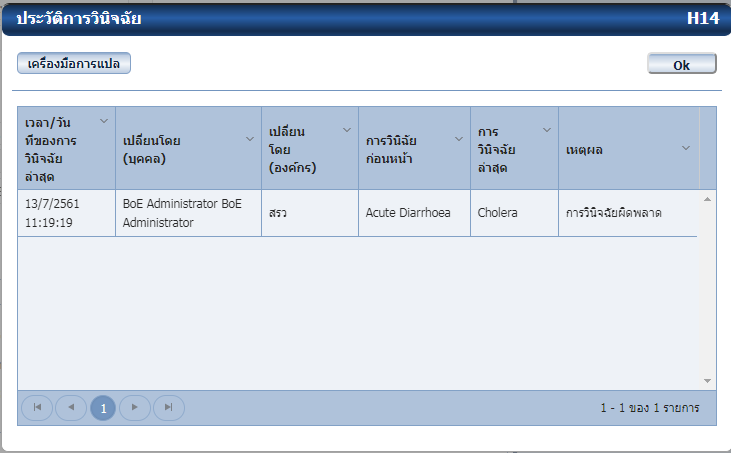 ประวัติการวินิจฉัย H14
เครื่องมือการแปล Ok
เวลา/วัน
ที่ของการ
วินิจฉัย
ล่าสุด
เปลี่ยนโดย
(บุคคล)
เปลี่ยน
โดย
(องค์กร)
การวินิฉัย
ก่อนหน้า
การ
วินิจฉัย
ล่าสุด
เหตุผล
13/7/2561
11:19:19
BoE Administrator BoE
Administrator
สรว
Acute Diarrhoea
Cholera
การวินิจฉัยผิดพลาด
1
1 - 1 ของ 1 รายการ